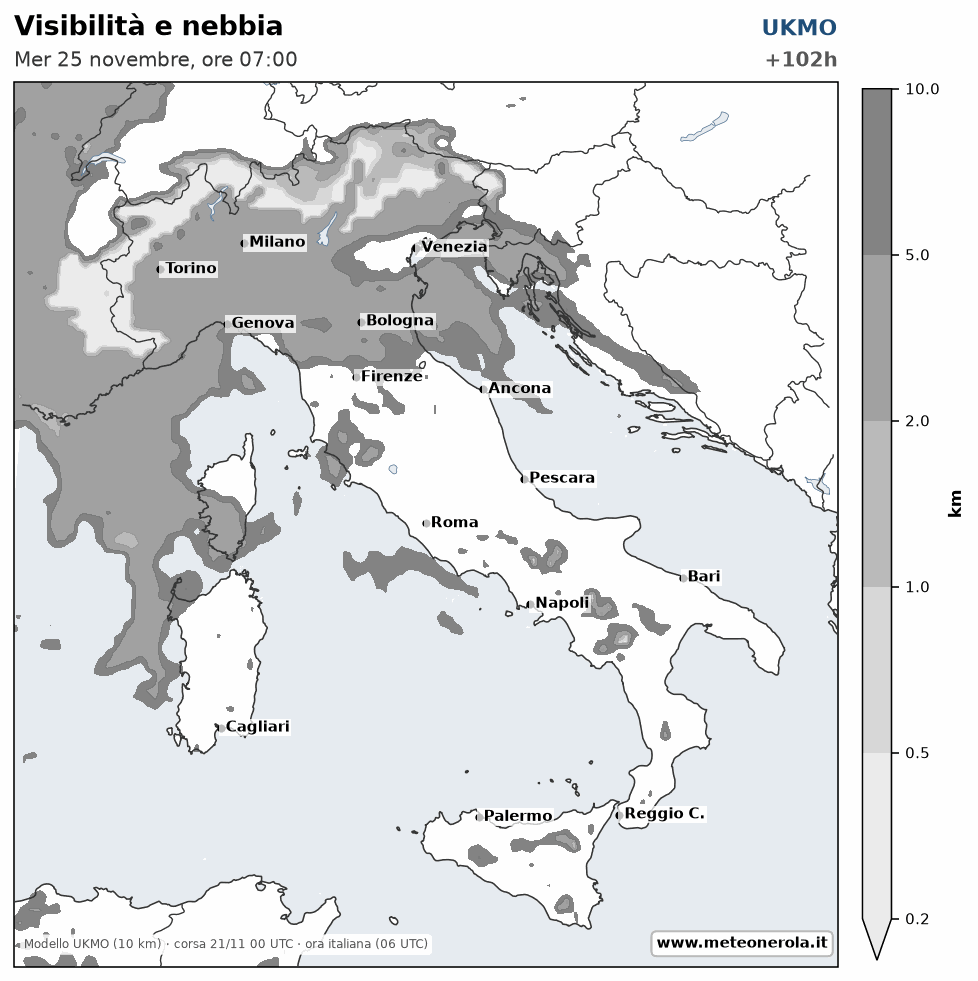 Visibilità e nebbia
UKMO
Mer 25 novembre, ore 07:00
+102h
10.0
5.0
2.0
1.0
0.5
0.2
km
Milano
Venezia
Torino
Genova
Bologna
Firenze
Ancona
Pescara
Roma
Bari
Napoli
Cagliari
Palermo
Reggio C.
Modello UKMO (10 km) · corsa 21/11 00 UTC · ora italiana (06 UTC)
www.meteonerola.it